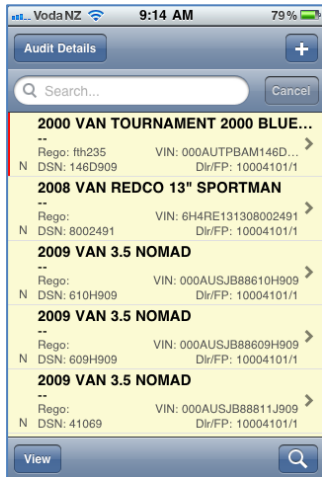 VodaNZ 9:14 AM 79%
Audit Details +
Search... Cancel
2000 VAN TOURNAMENT 2000 BLUE...
--
Rego: fth235 VIN: 000AUTPBAM146D...
N DSN: 146D909 Dlr/FP: 10004101/1
2008 VAN REDCO 13" SPORTMAN
--
Rego: VIN: 6H4RE131308002491
N DSN: 8002491 Dlr/FP: 10004101/1
2009 VAN 3.5 NOMAD
--
Rego: VIN: 000AUSJB88610H909
N DSN: 610H909 Dlr/FP: 10004101/1
2009 VAN 3.5 NOMAD
--
Rego: VIN: 000AUSJB88609H909
N DSN: 609H909 Dlr/FP: 10004101/1
2009 VAN 3.5 NOMAD
--
Rego: VIN: 000AUSJB88811J909
N DSN: 41069 Dlr/FP: 10004101/1
View